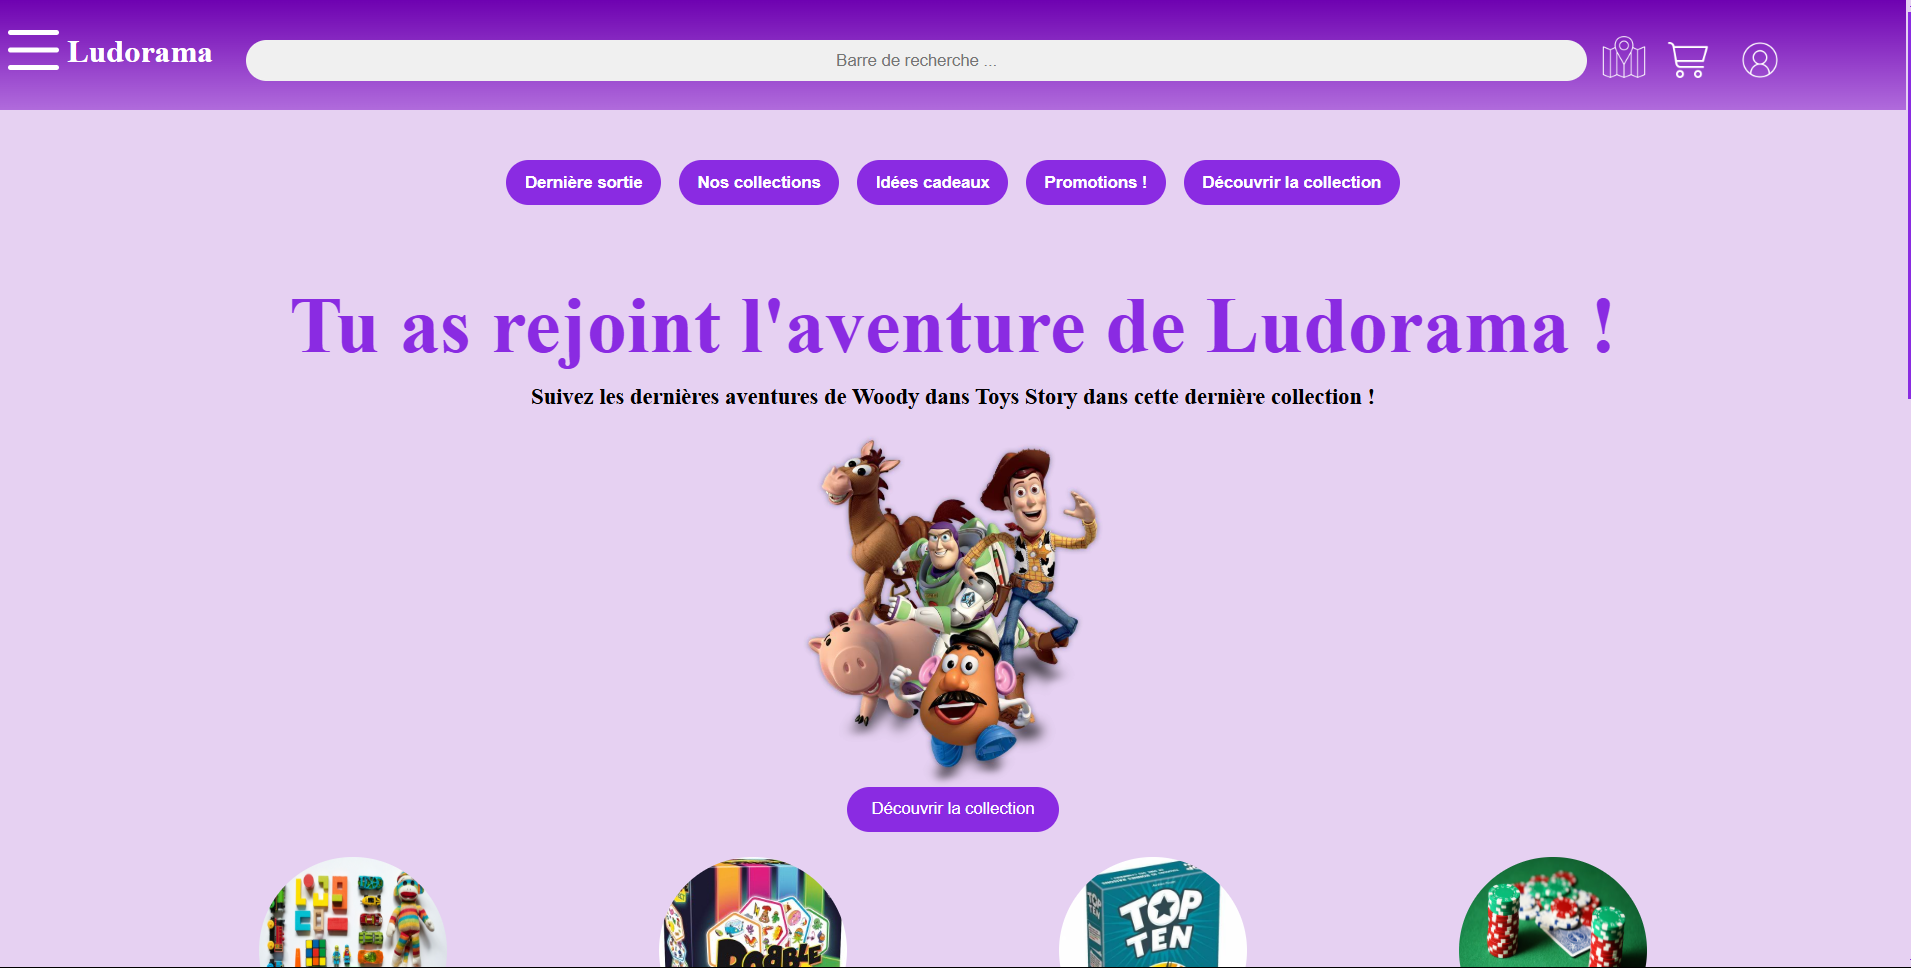 Ludorama
Barre de recherche ...
Dernière sortie
Nos collections
Idées cadeaux
Promotions !
Découvrir la collection
Tu as rejoint l'aventure de Ludorama !
Suivez les dernières aventures de Woody dans Toys Story dans cette dernière collection !
Découvrir la collection
DOBBLE
TOP
TEN